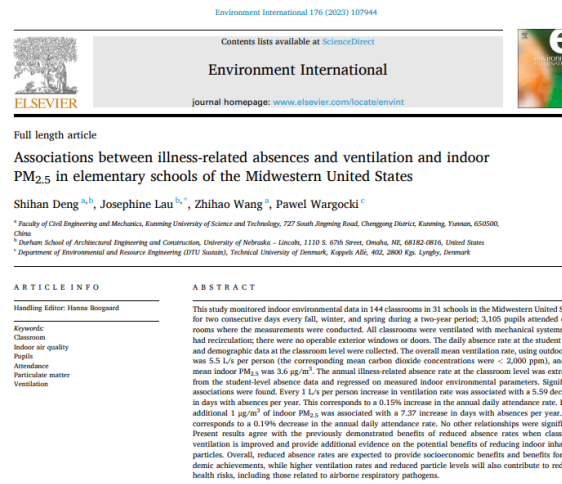 Environment International 176 (2023) 107944
Contents lists available at ScienceDirect
Environment International
journal homepage: www.elsevier.com/locate/envint
ELSEVIER
Full length article
Associations between illness-related absences and ventilation and indoor
PM2.5 in elementary schools of the Midwestern United States
Shihan Deng a,b, Josephine Lau b,*, Zhihao Wang a, Pawel Wargocki c
a Faculty of Civil Engineering and Mechanics, Kunming University of Science and Technology, 727 South Jingming Road, Chenggong District, Kunming, Yunnan, 650500,
China
b Durham School of Architectural Engineering and Construction, University of Nebraska – Lincoln, 1110 S. 67th Street, Omaha, NE, 68182-0816, United States
c Department of Environmental and Resource Engineering (DTU Sustain), Technical University of Denmark, Koppels Allé, 402, 2800 Kgs. Lyngby, Denmark
ARTICLE INFO
Handling Editor: Hanna Boogaard
Keywords:
Classroom
Indoor air quality
Pupils
Attendance
Particulate matter
Ventilation
ABSTRACT
This study monitored indoor environmental data in 144 classrooms in 31 schools in the Midwestern United
for two consecutive days every fall, winter, and spring during a two-year period; 3,105 pupils attended
rooms where the measurements were conducted. All classrooms were ventilated with mechanical systems
had recirculation; there were no operable exterior windows or doors. The daily absence rate at the student
and demographic data at the classroom level were collected. The overall mean ventilation rate, using outdoor
was 5.5 L/s per person (the corresponding mean carbon dioxide concentrations were < 2,000 ppm), and
mean indoor PM2.5 was 3.6 μg/m3. The annual illness-related absence rate at the classroom level was
from the student-level absence data and regressed on measured indoor environmental parameters.
associations were found. Every 1 L/s per person increase in ventilation rate was associated with a 5.59
in days with absences per year. This corresponds to a 0.15% increase in the annual daily attendance rate.
additional 1 μg/m3 of indoor PM2.5 was associated with a 7.37 increase in days with absences per year.
corresponds to a 0.19% decrease in the annual daily attendance rate. No other relationships were
Present results agree with the previously demonstrated benefits of reduced absence rates when
ventilation is improved and provide additional evidence on the potential benefits of reducing indoor
particles. Overall, reduced absence rates are expected to provide socioeconomic benefits and benefits for
demic achievements, while higher ventilation rates and reduced particle levels will also contribute to
health risks, including those related to airborne respiratory pathogens.